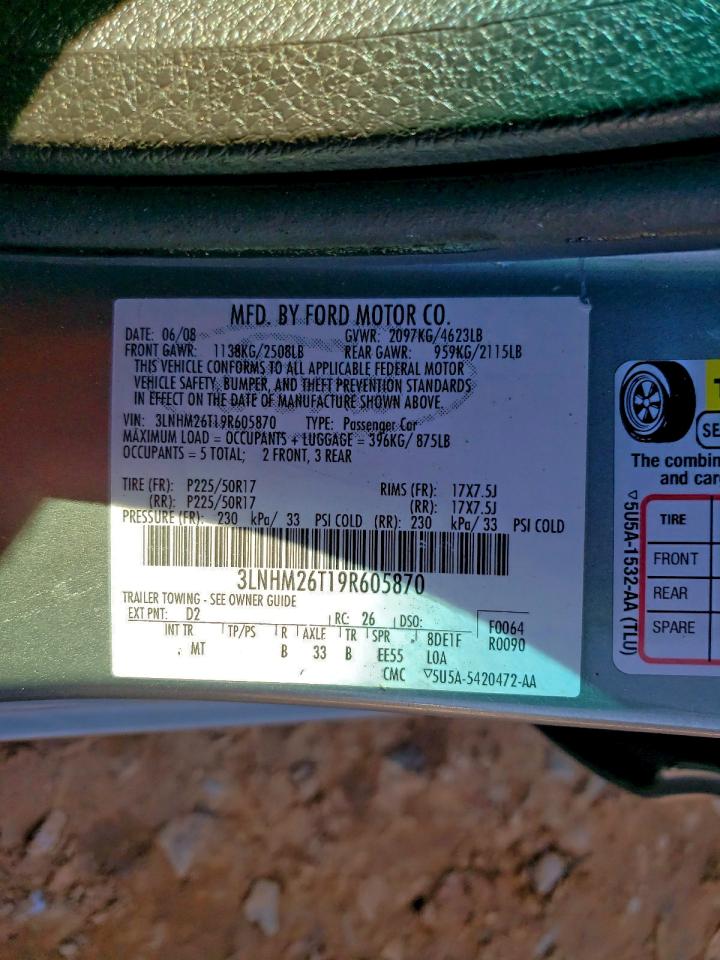 MFD. BY FORD MOTOR CO.
DATE: 06/08 GVWR: 2097KG/4623LB
FRONT GAWR: 1138KG/2508LB REAR GAWR: 959KG/2115LB
THIS VEHICLE CONFORMS TO ALL APPLICABLE FEDERAL MOTOR
VEHICLE SAFETY, BUMPER, AND THEFT PREVENTION STANDARDS
IN EFFECT ON THE DATE OF MANUFACTURE SHOWN ABOVE.
VIN: 3LNHM26T19R605870 TYPE: Passenger Car
MAXIMUM LOAD = OCCUPANTS + LUGGAGE = 396KG/ 875LB
OCCUPANTS = 5 TOTAL; 2 FRONT, 3 REAR
TIRE (FR): P225/50R17 RIMS (FR): 17X7.5J
(RR): P225/50R17 (RR): 17X7.5J
PRESSURE (FR): 230 kPa/ 33 PSI COLD (RR): 230 kPa/ 33 PSI COLD
3LNHM26T19R605870
TRAILER TOWING - SEE OWNER GUIDE
EXT PNT: D2 RC: 26 DSO: F0064
INT TR TP/PS R AXLE TR SPR 8DE1F R0090
MT B 33 B EE55 LOA
CMC ▽5U5A-5420472-AA
SE
The combin
and car
▽5U5A-1532-AA (TLU)
TIRE
FRONT
REAR
SPARE